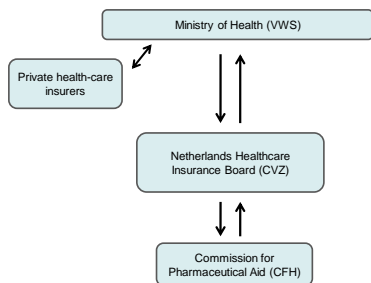 Ministry of Health (VWS)
Private health-care
insurers
Netherlands Healthcare
Insurance Board (CVZ)
Commission for
Pharmaceutical Aid (CFH)